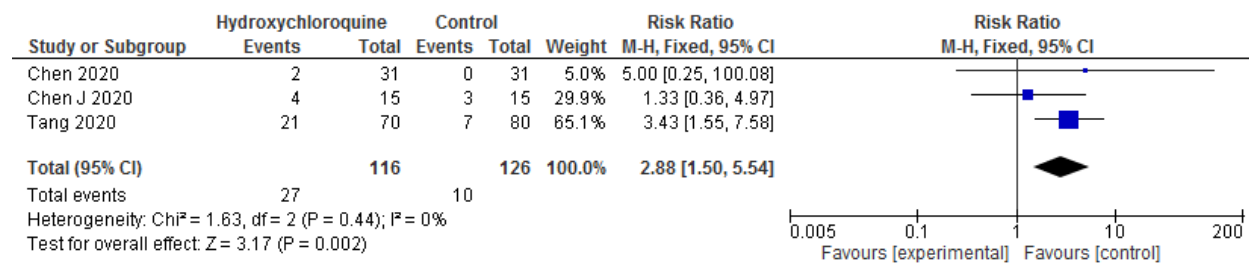 Hydroxychloroquine Control Risk Ratio Risk Ratio
Study or Subgroup Events Total Events Total Weight M-H, Fixed, 95% CI M-H, Fixed, 95% CI
Chen 2020 2 31 0 31 5.0% 5.00 [0.25, 100.08]
Chen J 2020 4 15 3 15 29.9% 1.33 [0.36, 4.97]
Tang 2020 21 70 7 80 65.1% 3.43 [1.55, 7.58]
Total (95% CI) 116 126 100.0% 2.88 [1.50, 5.54]
Total events 27 10
Heterogeneity: Chi² = 1.63, df = 2 (P = 0.44); I² = 0%
Test for overall effect: Z = 3.17 (P = 0.002)
0.005 0.1 1 10 200
Favours [experimental] Favours [control]